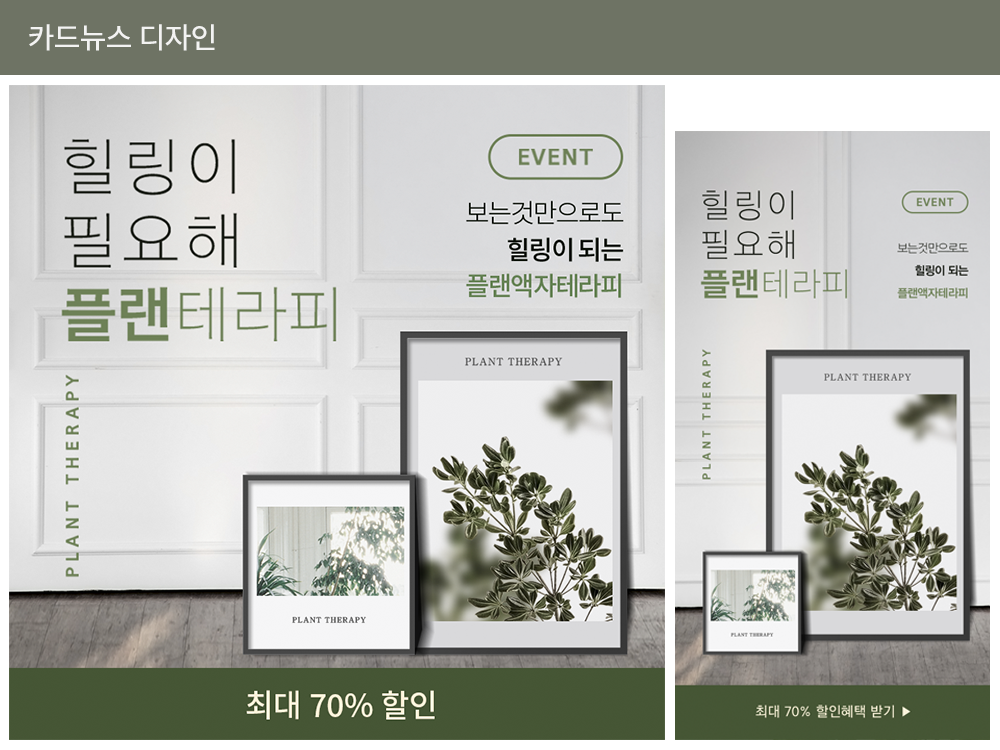 카드뉴스 디자인
힐링이
필요해
플랜테라피
PLANT THERAPY
EVENT
보는것만으로도
힐링이 되는
플랜액자테라피
PLANT THERAPY
PLANT THERAPY
최대 70% 할인
힐링이
필요해
플랜테라피
PLANT THERAPY
EVENT
보는것만으로도
힐링이 되는
플랜액자테라피
PLANT THERAPY
PLANT THERAPY
최대 70% 할인혜택 받기 ▶